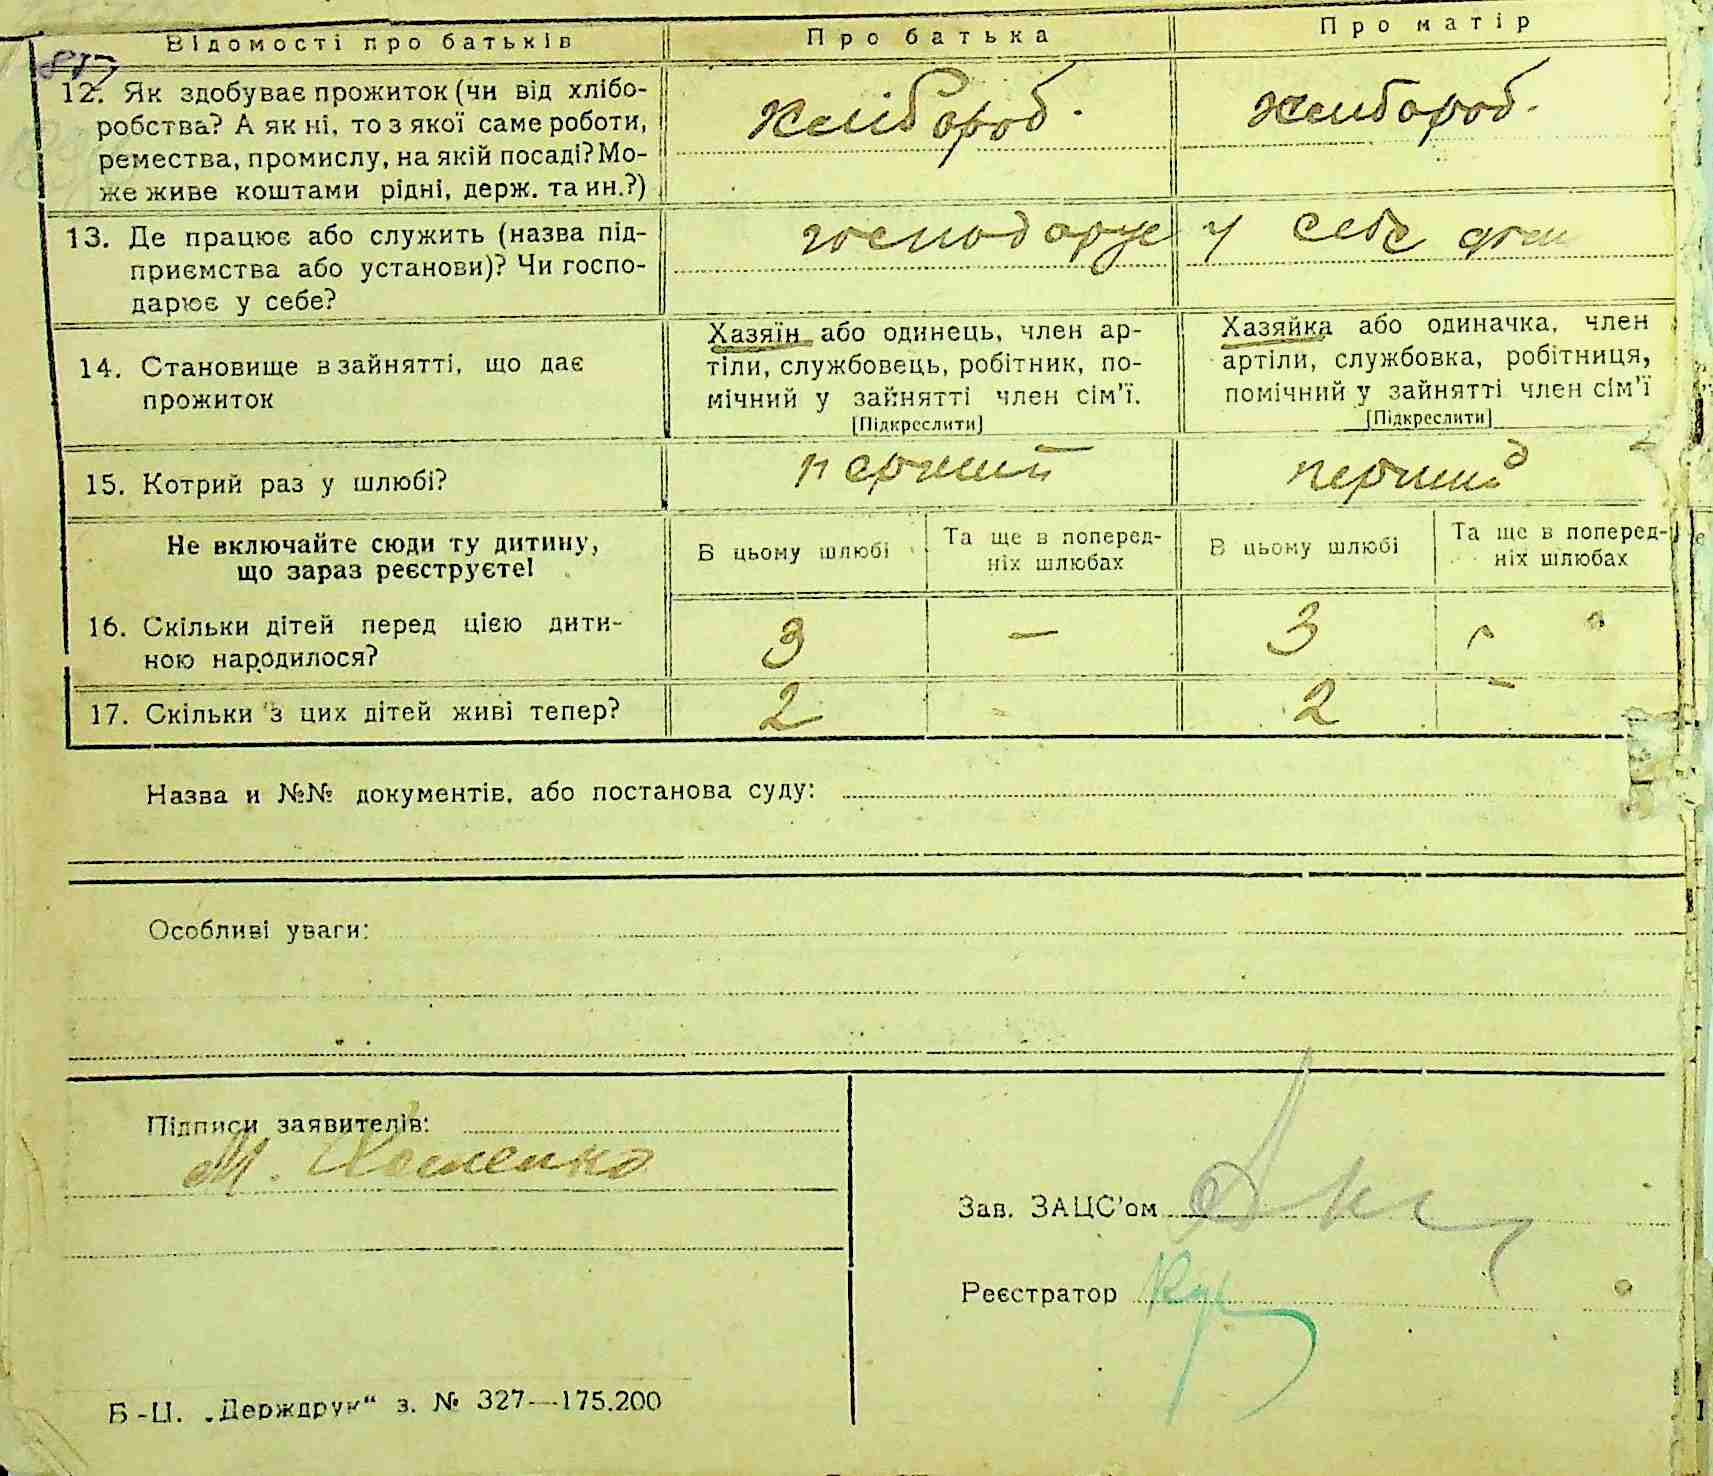 Відомості про батьків Про батька Про матір
12. Як здобуває прожиток (чи від хлібо-
робства? А як ні, то з якої саме роботи,
ремества, промислу, на якій посаді? Мо-
же живе коштами рідні, держ. та ин.?)
хлібороб. хлибороб.
13. Де працює або служить (назва під-
приємства або установи)? Чи госпо-
дарює у себе?
господарує у себе
14. Становище в зайнятті, що дає
прожиток
Хазяїн або одинець, член ар-
тіли, службовець, робітник, по-
мічний у зайнятті член сім'ї.
[Підкреслити]
Хазяйка або одиначка, член
артіли, службовка, робітниця,
помічний у зайнятті член сім'ї
[Підкреслити]
15. Котрий раз у шлюбі? перший перший
Не включайте сюди ту дитину,
що зараз реєструєте!
В цьому шлюбі
Та ще в поперед-
ніх шлюбах
В цьому шлюбі
Та ще в поперед-
ніх шлюбах
16. Скільки дітей перед цією дити-
ною народилося?
3 — 3
17. Скільки з цих дітей живі тепер? 2 - 2 -
Назва и №№ документів, або постанова суду:
Особливі уваги:
Підписи заявителів:
М.
Зав. ЗАЦС'ом
Реєстратор
Б-Ц. „Держдрук“ з. № 327—175.200